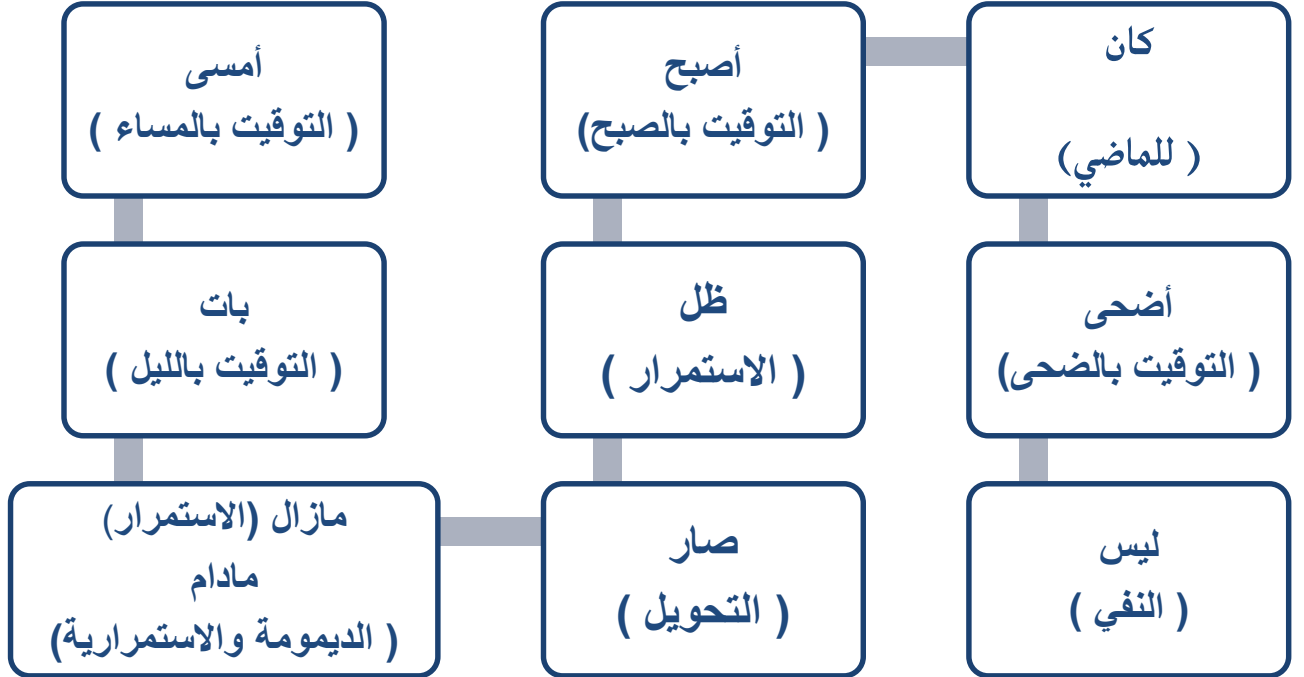 كان
( للماضي)
أصبح
( التوقيت بالصبح)
أمسى
( التوقيت بالمساء )
أضحى
( التوقيت بالضحى)
ظل
( الاستمرار )
بات
( التوقيت بالليل )
ليس
( النفي )
صار
( التحويل )
مازال (الاستمرار)
مادام
( الديمومة والاستمرارية)